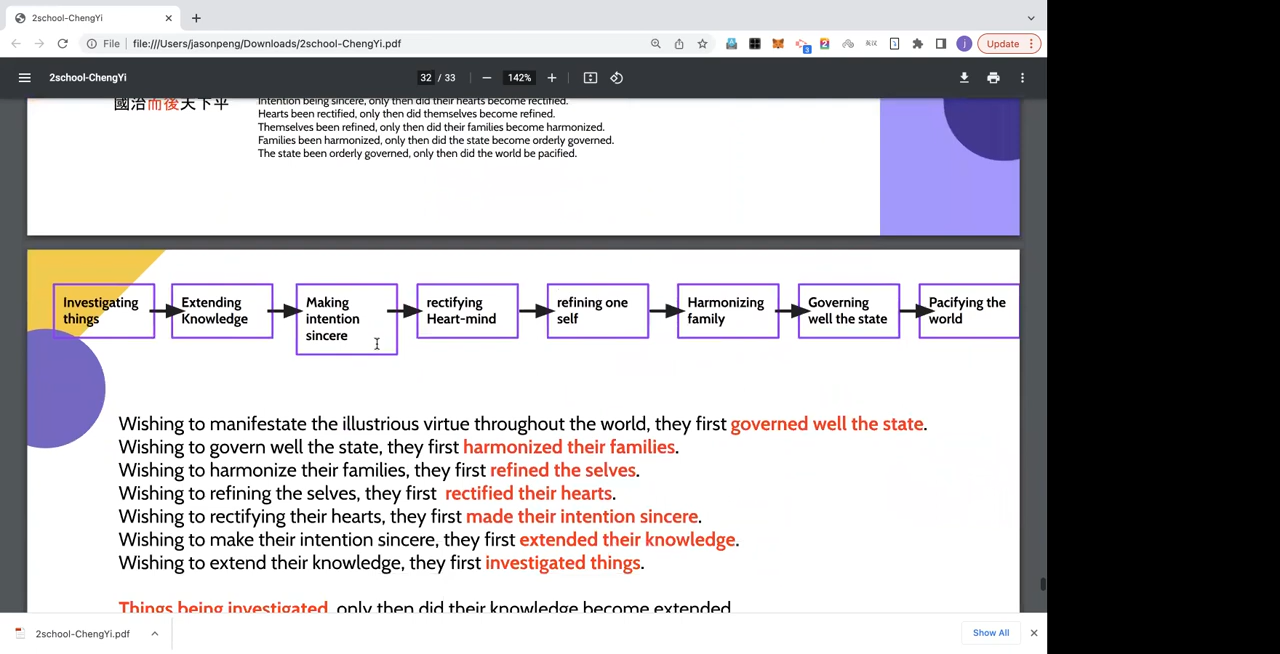 2school-ChengYi
File
file:///Users/jasonpeng/Downloads/2school-ChengYi.pdf
Update
2school-ChengYi
32 / 33
142%
國治而後天下平
Intention being sincere, only then did their hearts become rectified.
Hearts been rectified, only then did themselves become refined.
Themselves been refined, only then did their families become harmonized.
Families been harmonized, only then did the state become orderly governed.
The state been orderly governed, only then did the world be pacified.
Investigating things
Extending Knowledge
Making intention sincere
rectifying Heart-mind
refining one self
Harmonizing family
Governing well the state
Pacifying the world
Wishing to manifestate the illustrious virtue throughout the world, they first governed well the state.
Wishing to govern well the state, they first harmonized their families.
Wishing to harmonize their families, they first refined the selves.
Wishing to refining the selves, they first rectified their hearts.
Wishing to rectifying their hearts, they first made their intention sincere.
Wishing to make their intention sincere, they first extended their knowledge.
Wishing to extend their knowledge, they first investigated things.
Things being investigated, only then did their knowledge become extended
2school-ChengYi.pdf
Show All